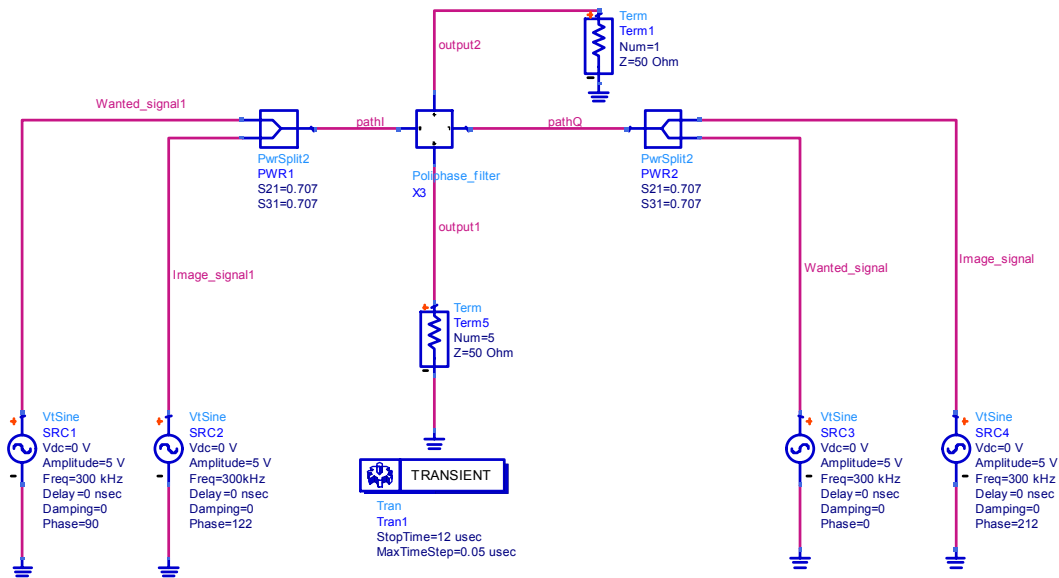 Term
Term1
Num=1
Z=50 Ohm
output2
Wanted_signal1
pathI
pathQ
PwrSplit2
PWR1
S21=0.707
S31=0.707
Poliphase_filter
X3
PwrSplit2
PWR2
S21=0.707
S31=0.707
output1
Image_signal1
Wanted_signal
Image_signal
Term
Term5
Num=5
Z=50 Ohm
VtSine
SRC1
Vdc=0 V
Amplitude=5 V
Freq=300 kHz
Delay=0 nsec
Damping=0
Phase=90
VtSine
SRC2
Vdc=0 V
Amplitude=5 V
Freq=300kHz
Delay=0 nsec
Damping=0
Phase=122
TRANSIENT
Tran
Tran1
StopTime=12 usec
MaxTimeStep=0.05 usec
VtSine
SRC3
Vdc=0 V
Amplitude=5 V
Freq=300 kHz
Delay=0 nsec
Damping=0
Phase=0
VtSine
SRC4
Vdc=0 V
Amplitude=5 V
Freq=300 kHz
Delay=0 nsec
Damping=0
Phase=212